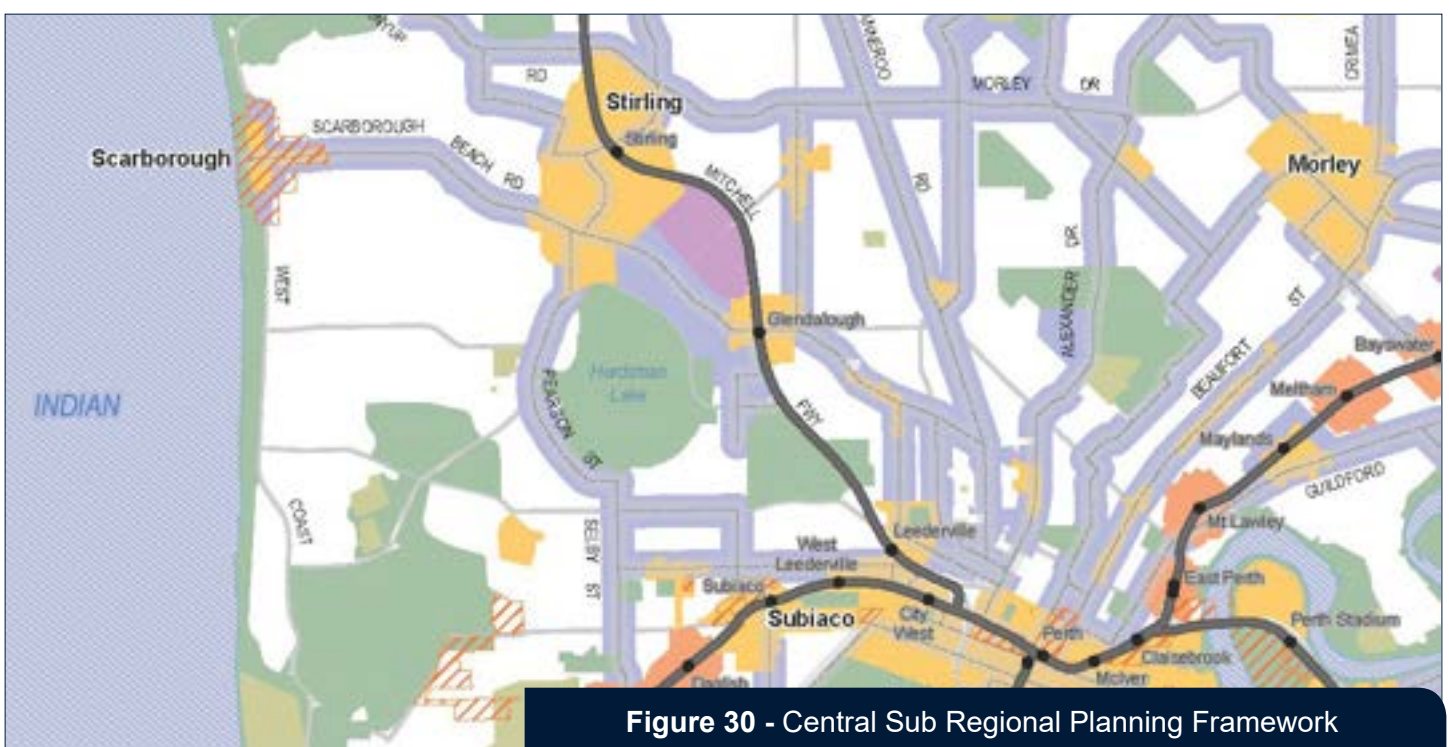 RD
MORLEY DR
CRIMEA
Stirling
Stirling
SCARBOROUGH
BEACH RD
Scarborough
MITCHELL
RD
Morley
WEST
ALEXANDER DR
ST
Glendalough
BEAUFORT
Bayswater
INDIAN
Herdsman
Lake
Meltham
PEARSON
ST
FWY
Maylands
GUILDFORD
COAST
SELBY ST
Mt Lawley
Leederville
West
Leederville
Subiaco
East Perth
Subiaco
City
West
Perth
Perth Stadium
Claisebrook
McIver
Daglish
Figure 30 - Central Sub Regional Planning Framework